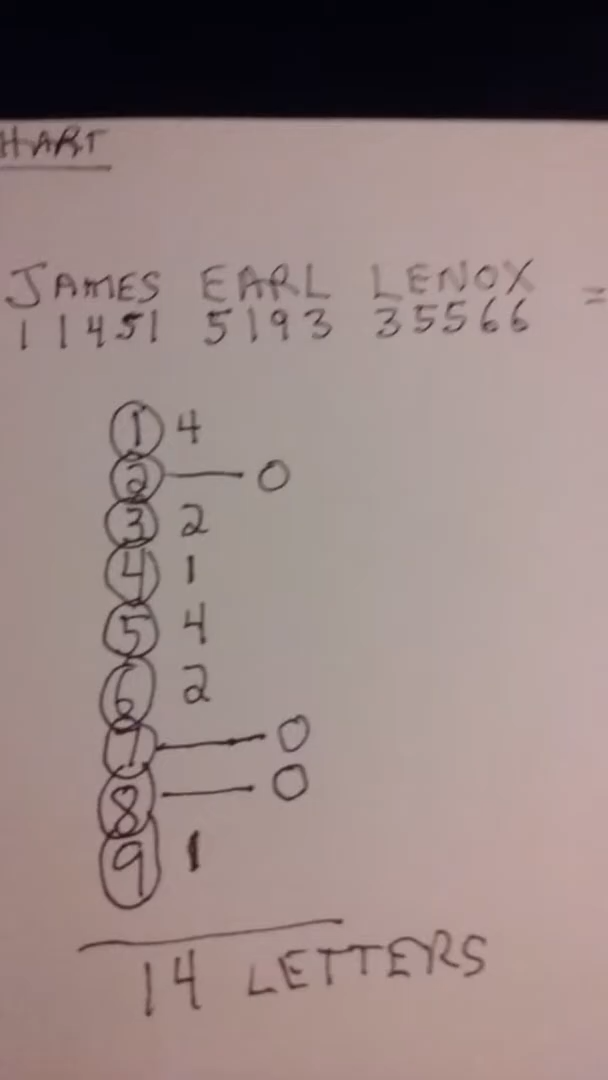 HART
JAMES EARL LENOX =
11451 5193 35566
1 4
2 — 0
3 2
4 1
5 4
6 2
7 — 0
8 — 0
9 1
14 LETTERS